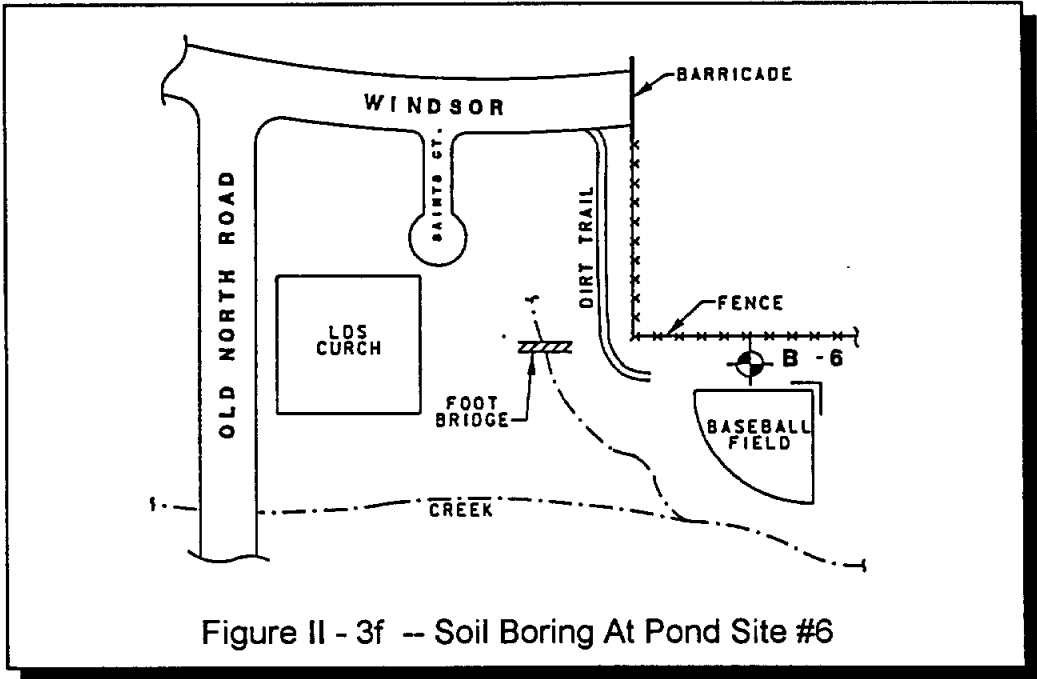 BARRICADE
WINDSOR
SAINTS CT.
OLD NORTH ROAD
DIRT TRAIL
FENCE
LDS
CURCH
B - 6
FOOT
BRIDGE
BASEBALL
FIELD
CREEK
Figure II - 3f -- Soil Boring At Pond Site #6